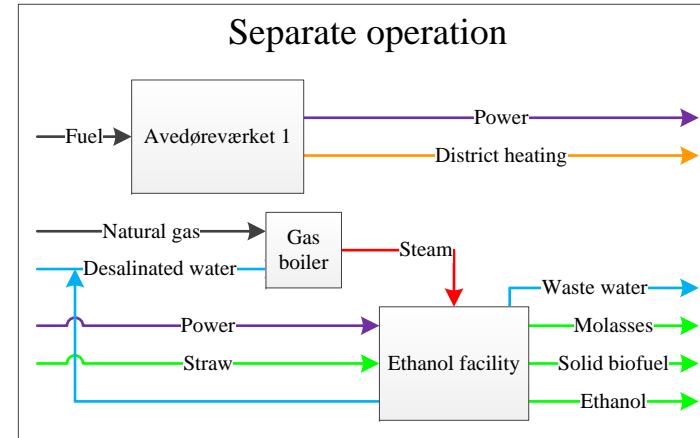 Separate operation
Fuel
Avedøreværket 1
Power
District heating
Natural gas
Gas
boiler
Desalinated water
Steam
Waste water
Power
Molasses
Straw
Ethanol facility
Solid biofuel
Ethanol